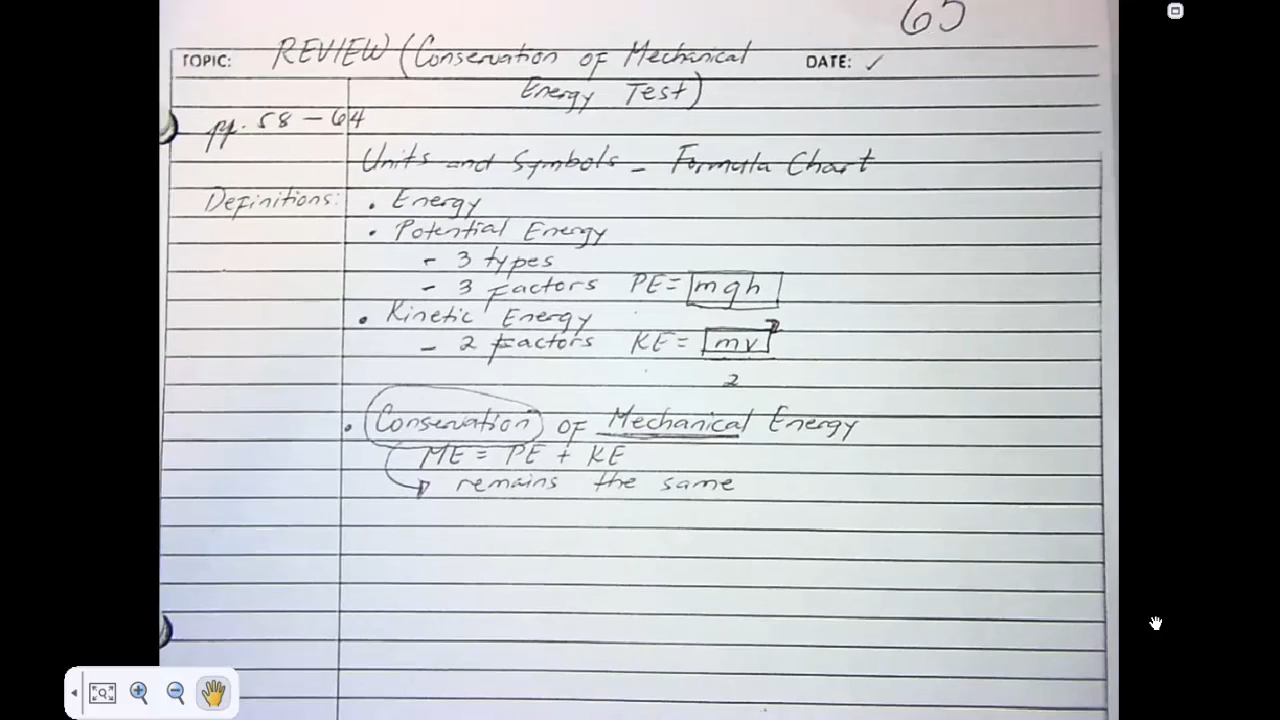 65
TOPIC: REVIEW (Conservation of Mechanical DATE: ✓
Energy Test)
pp. 58 - 64
Units and Symbols - Formula Chart
Definitions: • Energy
• Potential Energy
- 3 types
- 3 factors PE = mgh
• Kinetic Energy
- 2 factors KE = mv²
2
• Conservation of Mechanical Energy
ME = PE + KE
remains the same